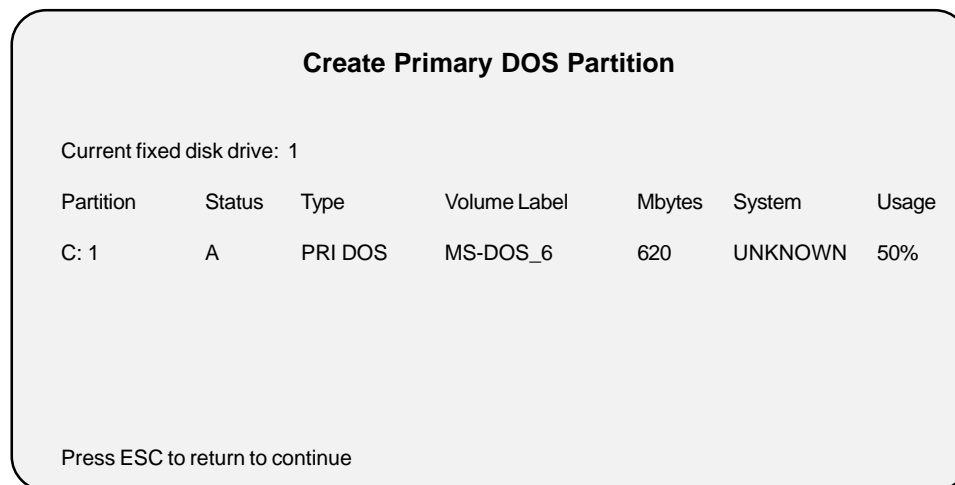 Create Primary DOS Partition
Current fixed disk drive: 1
Partition Status Type Volume Label Mbytes System Usage
C: 1 A PRI DOS MS-DOS_6 620 UNKNOWN 50%
Press ESC to return to continue